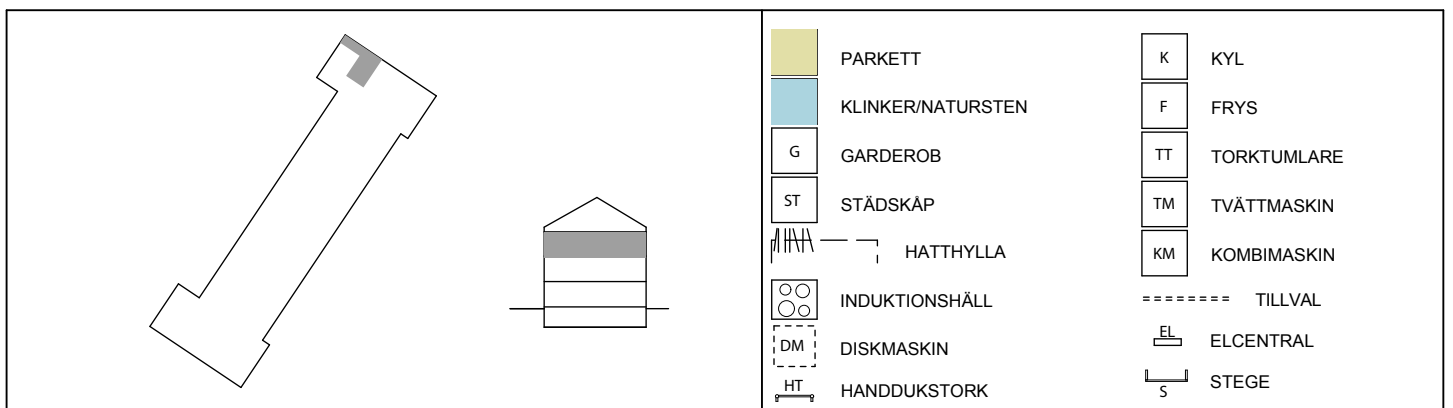 PARKETT
KLINKER/NATURSTEN
G GARDEROB
ST STÄDSKÅP
HATTHYLLA
INDUKTIONSHÄLL
DM DISKMASKIN
HT HANDDUKSTORK
K KYL
F FRYS
TT TORKTUMLARE
TM TVÄTTMASKIN
KM KOMBIMASKIN
TILLVAL
EL ELCENTRAL
S STEGE